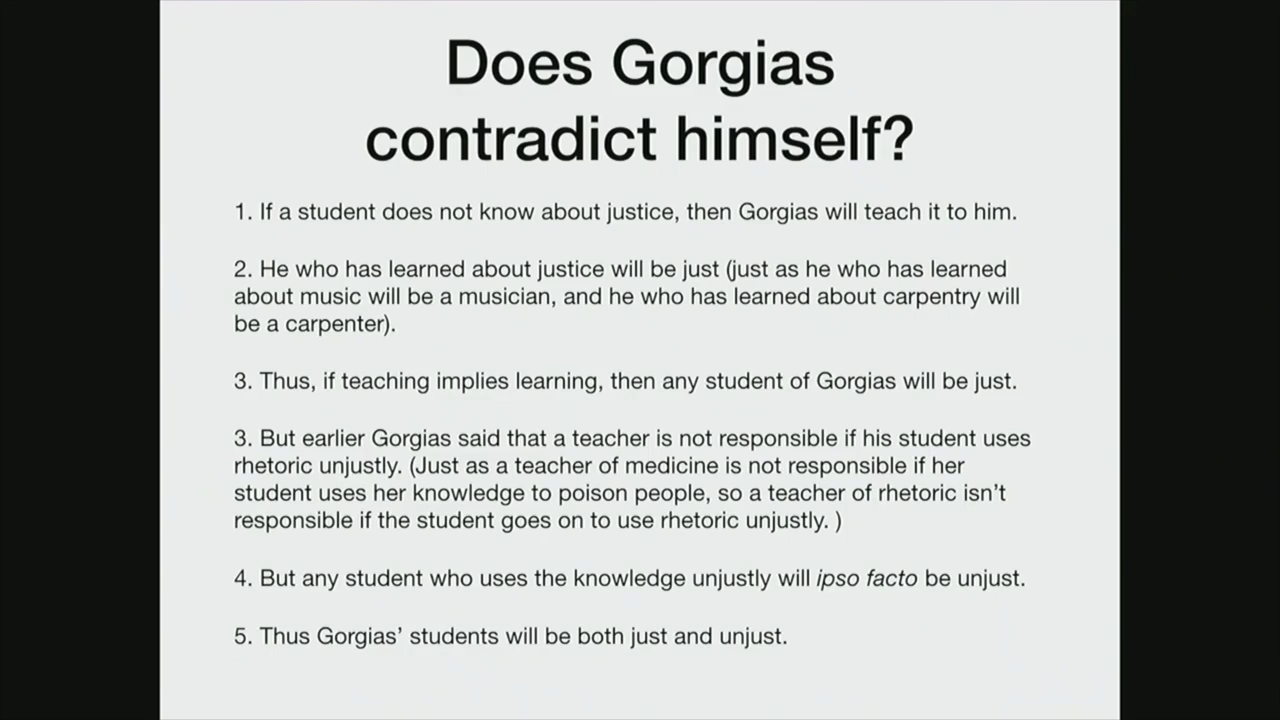 Does Gorgias
contradict himself?
1. If a student does not know about justice, then Gorgias will teach it to him.
2. He who has learned about justice will be just (just as he who has learned
about music will be a musician, and he who has learned about carpentry will
be a carpenter).
3. Thus, if teaching implies learning, then any student of Gorgias will be just.
3. But earlier Gorgias said that a teacher is not responsible if his student uses
rhetoric unjustly. (Just as a teacher of medicine is not responsible if her
student uses her knowledge to poison people, so a teacher of rhetoric isn’t
responsible if the student goes on to use rhetoric unjustly. )
4. But any student who uses the knowledge unjustly will ipso facto be unjust.
5. Thus Gorgias’ students will be both just and unjust.